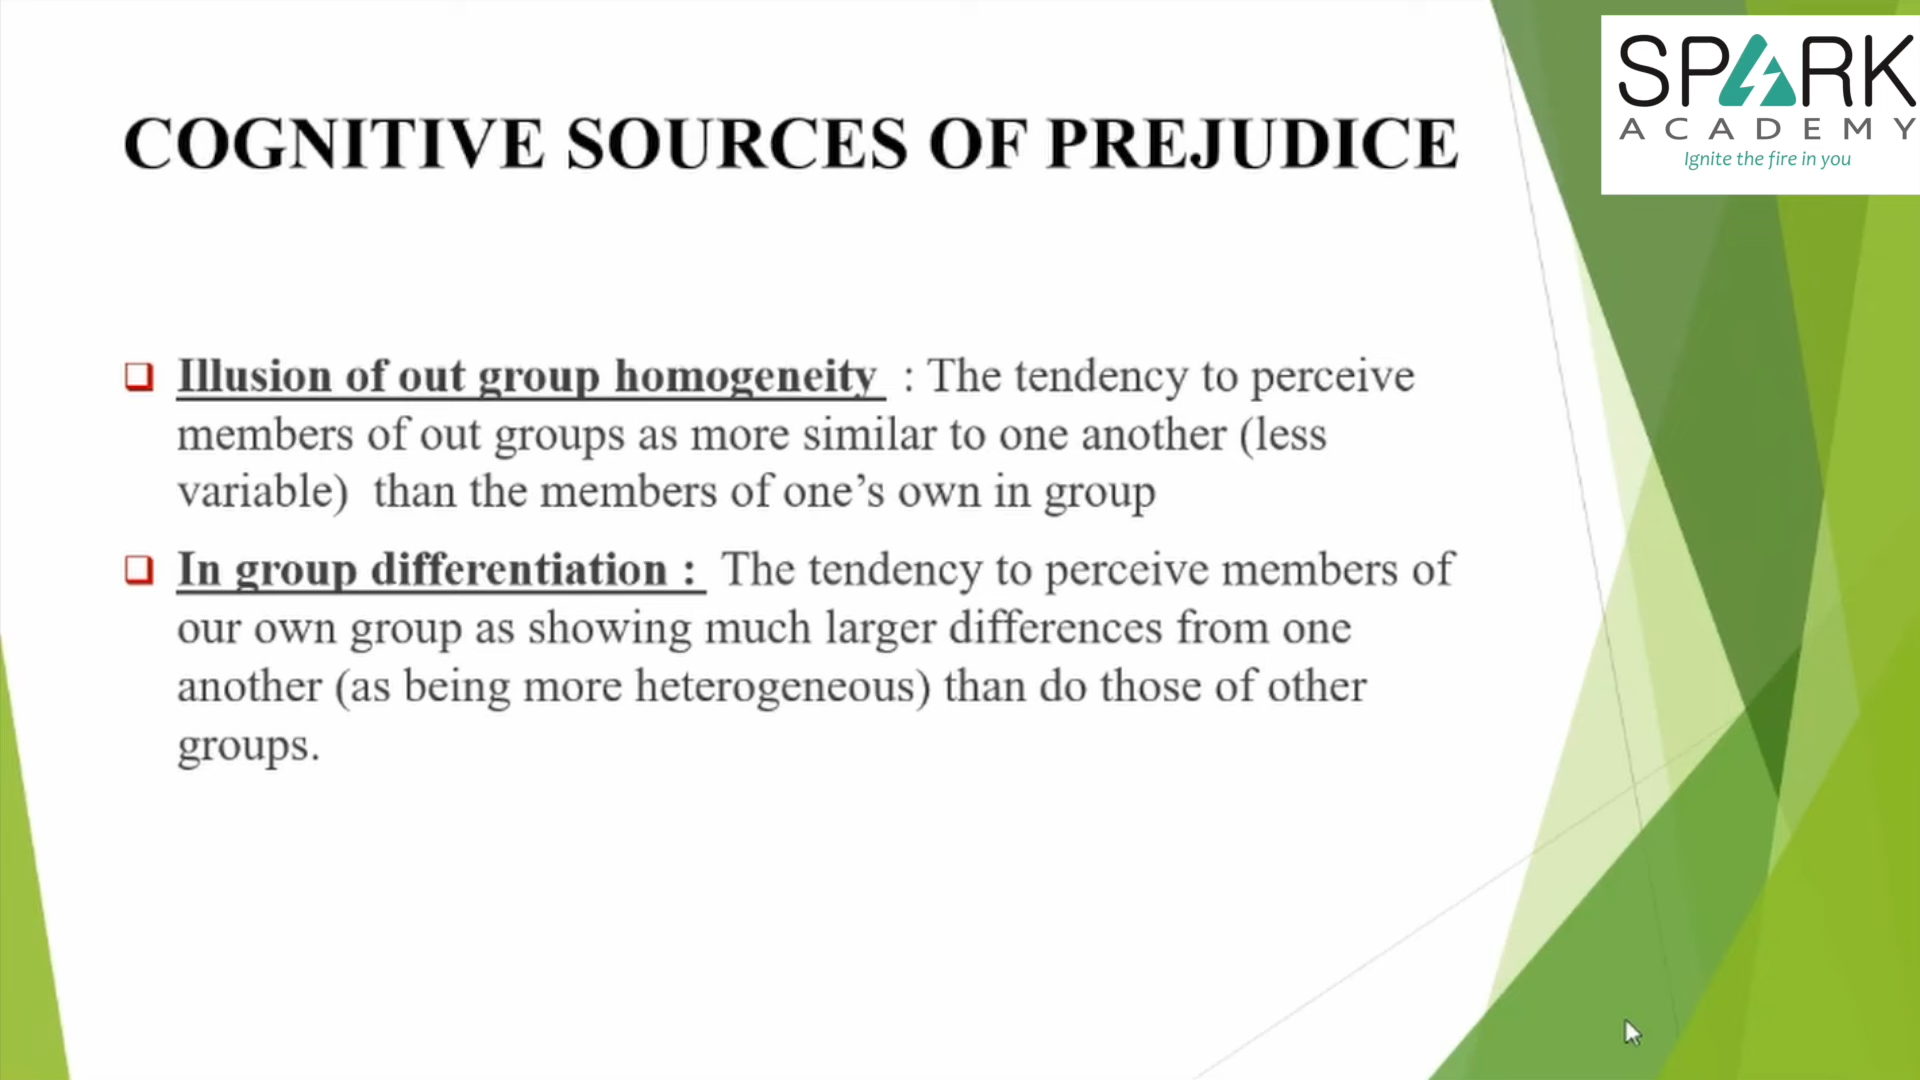 SPARK
ACADEMY
Ignite the fire in you
COGNITIVE SOURCES OF PREJUDICE
Illusion of out group homogeneity : The tendency to perceive
members of out groups as more similar to one another (less
variable) than the members of one’s own in group
In group differentiation : The tendency to perceive members of
our own group as showing much larger differences from one
another (as being more heterogeneous) than do those of other
groups.